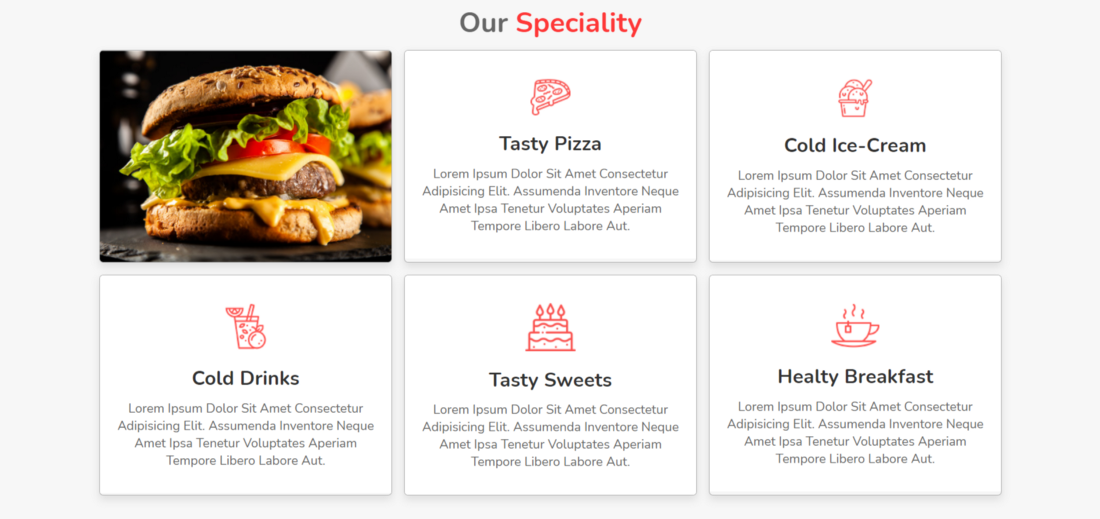 Our Speciality
Tasty Pizza
Lorem Ipsum Dolor Sit Amet Consectetur
Adipisicing Elit. Assumenda Inventore Neque
Amet Ipsa Tenetur Voluptates Aperiam
Tempore Libero Labore Aut.
Cold Ice-Cream
Lorem Ipsum Dolor Sit Amet Consectetur
Adipisicing Elit. Assumenda Inventore Neque
Amet Ipsa Tenetur Voluptates Aperiam
Tempore Libero Labore Aut.
Cold Drinks
Lorem Ipsum Dolor Sit Amet Consectetur
Adipisicing Elit. Assumenda Inventore Neque
Amet Ipsa Tenetur Voluptates Aperiam
Tempore Libero Labore Aut.
Tasty Sweets
Lorem Ipsum Dolor Sit Amet Consectetur
Adipisicing Elit. Assumenda Inventore Neque
Amet Ipsa Tenetur Voluptates Aperiam
Tempore Libero Labore Aut.
Healty Breakfast
Lorem Ipsum Dolor Sit Amet Consectetur
Adipisicing Elit. Assumenda Inventore Neque
Amet Ipsa Tenetur Voluptates Aperiam
Tempore Libero Labore Aut.